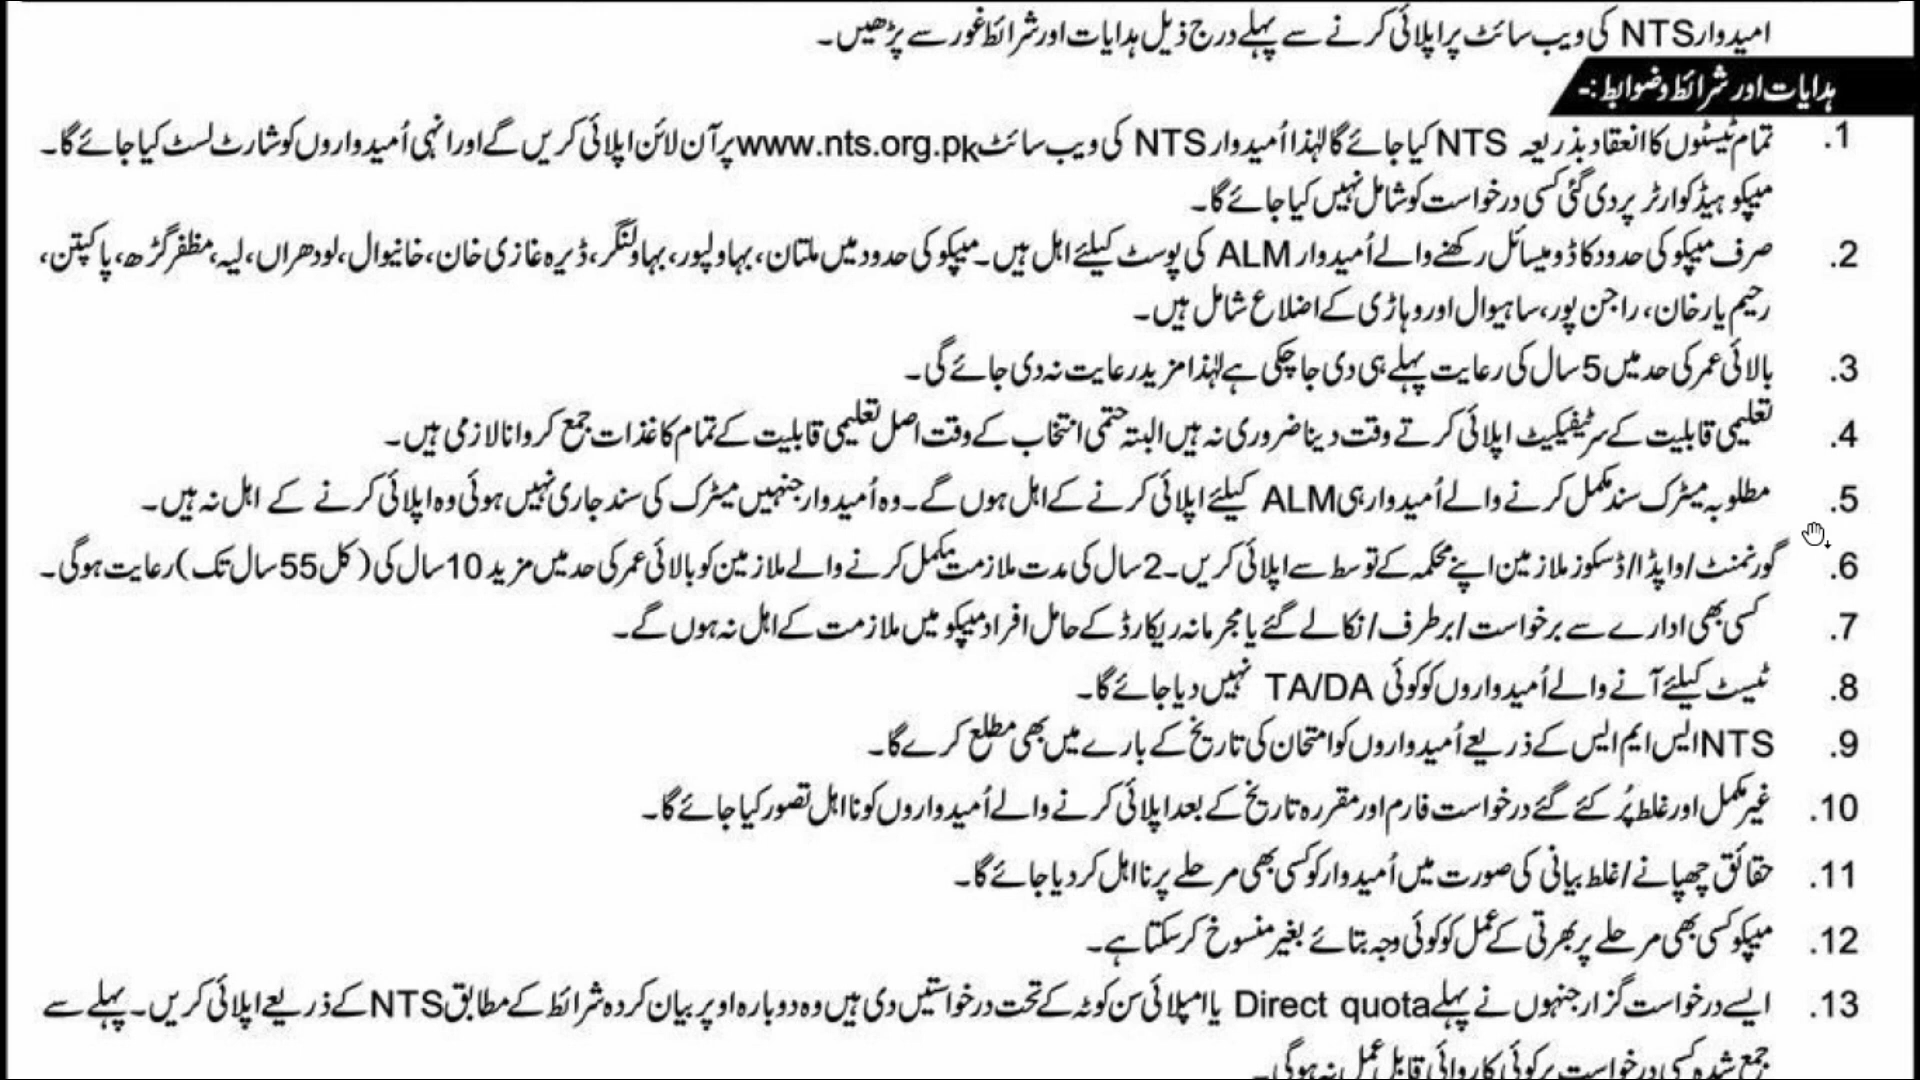 امیدوار NTS کی ویب سائٹ پر اپلائی کرنے سے پہلے درج ذیل ہدایات اور شرائط غور سے پڑھیں۔
ہدایات اور شرائط وضوابط:-
1. تمام ٹیسٹوں کا انعقاد بذریعہ NTS کیا جائے گا لہٰذا اُمیدوار NTS کی ویب سائٹ www.nts.org.pk پر آن لائن اپلائی کریں گے اور انہی اُمیدواروں کو شارٹ لسٹ کیا جائے گا۔
میپکو ہیڈ کوارٹر پر دی گئی کسی درخواست کو شامل نہیں کیا جائے گا۔
2. صرف میپکو کی حدود کا ڈومیسائل رکھنے والے اُمیدوار ALM کی پوسٹ کیلئے اہل ہیں۔ میپکو کی حدود میں ملتان، بہاولپور، بہاولنگر، ڈیرہ غازی خان، خانیوال، لودھراں، لیہ، مظفر گڑھ، پاکپتن،
رحیم یار خان، راجن پور، ساہیوال اور وہاڑی کے اضلاع شامل ہیں۔
3. بالائی عمر کی حد میں 5 سال کی رعایت پہلے ہی دی جا چکی ہے لہٰذا مزید رعایت نہ دی جائے گی۔
4. تعلیمی قابلیت کے سرٹیفیکیٹ اپلائی کرتے وقت دینا ضروری نہ ہیں البتہ حتمی انتخاب کے وقت اصل تعلیمی قابلیت کے تمام کاغذات جمع کروانا لازمی ہیں۔
5. مطلوبہ میٹرک سند مکمل کرنے والے اُمیدوار ہی ALM کیلئے اپلائی کرنے کے اہل ہوں گے۔ وہ اُمیدوار جنہیں میٹرک کی سند جاری نہیں ہوئی وہ اپلائی کرنے کے اہل نہ ہیں۔
6. گورنمنٹ/واپڈا/ڈسکوز ملازمین اپنے محکمہ کے توسط سے اپلائی کریں۔ 2 سال کی مدت ملازمت مکمل کرنے والے ملازمین کو بالائی عمر کی حد میں مزید 10 سال کی (کل 55 سال تک) رعایت ہوگی۔
7. کسی بھی ادارے سے برخواست/برطرف/نکالے گئے یا مجرمانہ ریکارڈ کے حامل افراد میپکو میں ملازمت کے اہل نہ ہوں گے۔
8. ٹیسٹ کیلئے آنے والے اُمیدواروں کو کوئی TA/DA نہیں دیا جائے گا۔
9. NTS ایس ایم ایس کے ذریعے اُمیدواروں کو امتحان کی تاریخ کے بارے میں بھی مطلع کرے گا۔
10. غیر مکمل اور غلط پُر کئے گئے درخواست فارم اور مقررہ تاریخ کے بعد اپلائی کرنے والے اُمیدواروں کو نااہل تصور کیا جائے گا۔
11. حقائق چھپانے/غلط بیانی کی صورت میں اُمیدوار کو کسی بھی مرحلے پر نااہل کر دیا جائے گا۔
12. میپکو کسی بھی مرحلے پر بھرتی کے عمل کو کوئی وجہ بتائے بغیر منسوخ کر سکتا ہے۔
13. ایسے درخواست گزار جنہوں نے پہلے Direct quota یا امپلائی سن کوٹہ کے تحت درخواستیں دی ہیں وہ دوبارہ اوپر بیان کردہ شرائط کے مطابق NTS کے ذریعے اپلائی کریں۔ پہلے سے
جمع شدہ کسی درخواست پر کوئی کاروائی قابل عمل نہ ہوگی۔